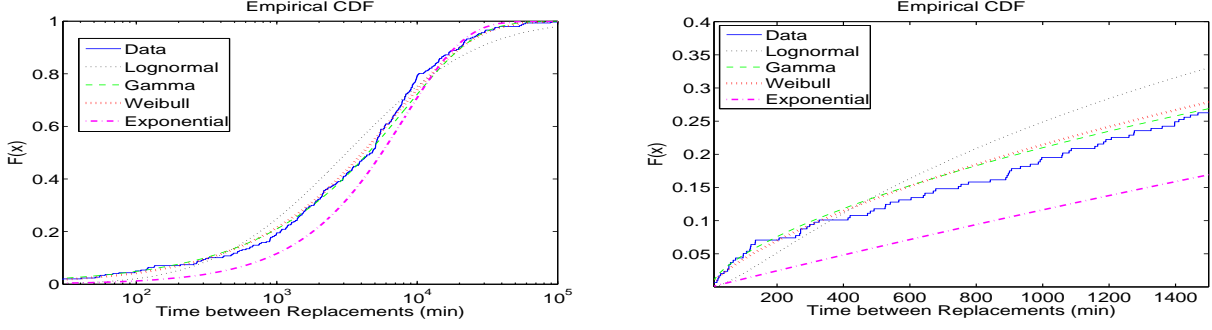 Empirical CDF
1
0.8
0.6
0.4
0.2
0
F(x)
Data
Lognormal
Gamma
Weibull
Exponential
10^2
10^3
10^4
10^5
Time between Replacements (min)
Empirical CDF
0.4
0.35
0.3
0.25
0.2
0.15
0.1
0.05
F(x)
Data
Lognormal
Gamma
Weibull
Exponential
200
400
600
800
1000
1200
1400
Time between Replacements (min)